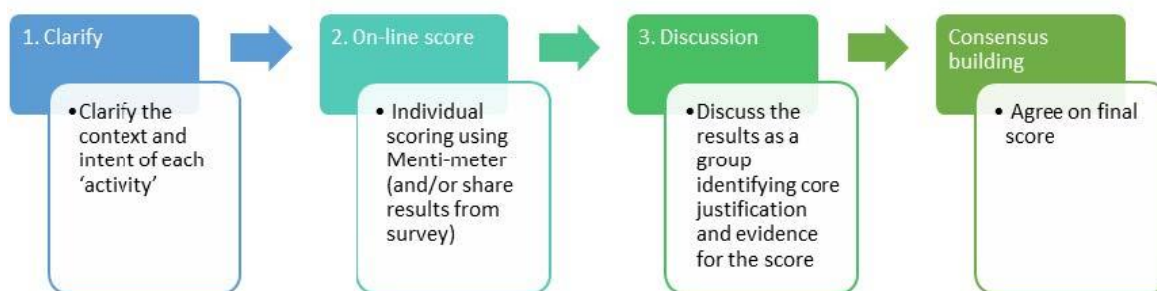 1. Clarify
•Clarify the
context and
intent of each
‘activity’
2. On-line score
• Individual
scoring using
Menti-meter
(and/or share
results from
survey)
3. Discussion
•Discuss the
results as a
group
identifying core
justification
and evidence
for the score
Consensus
building
• Agree on final
score